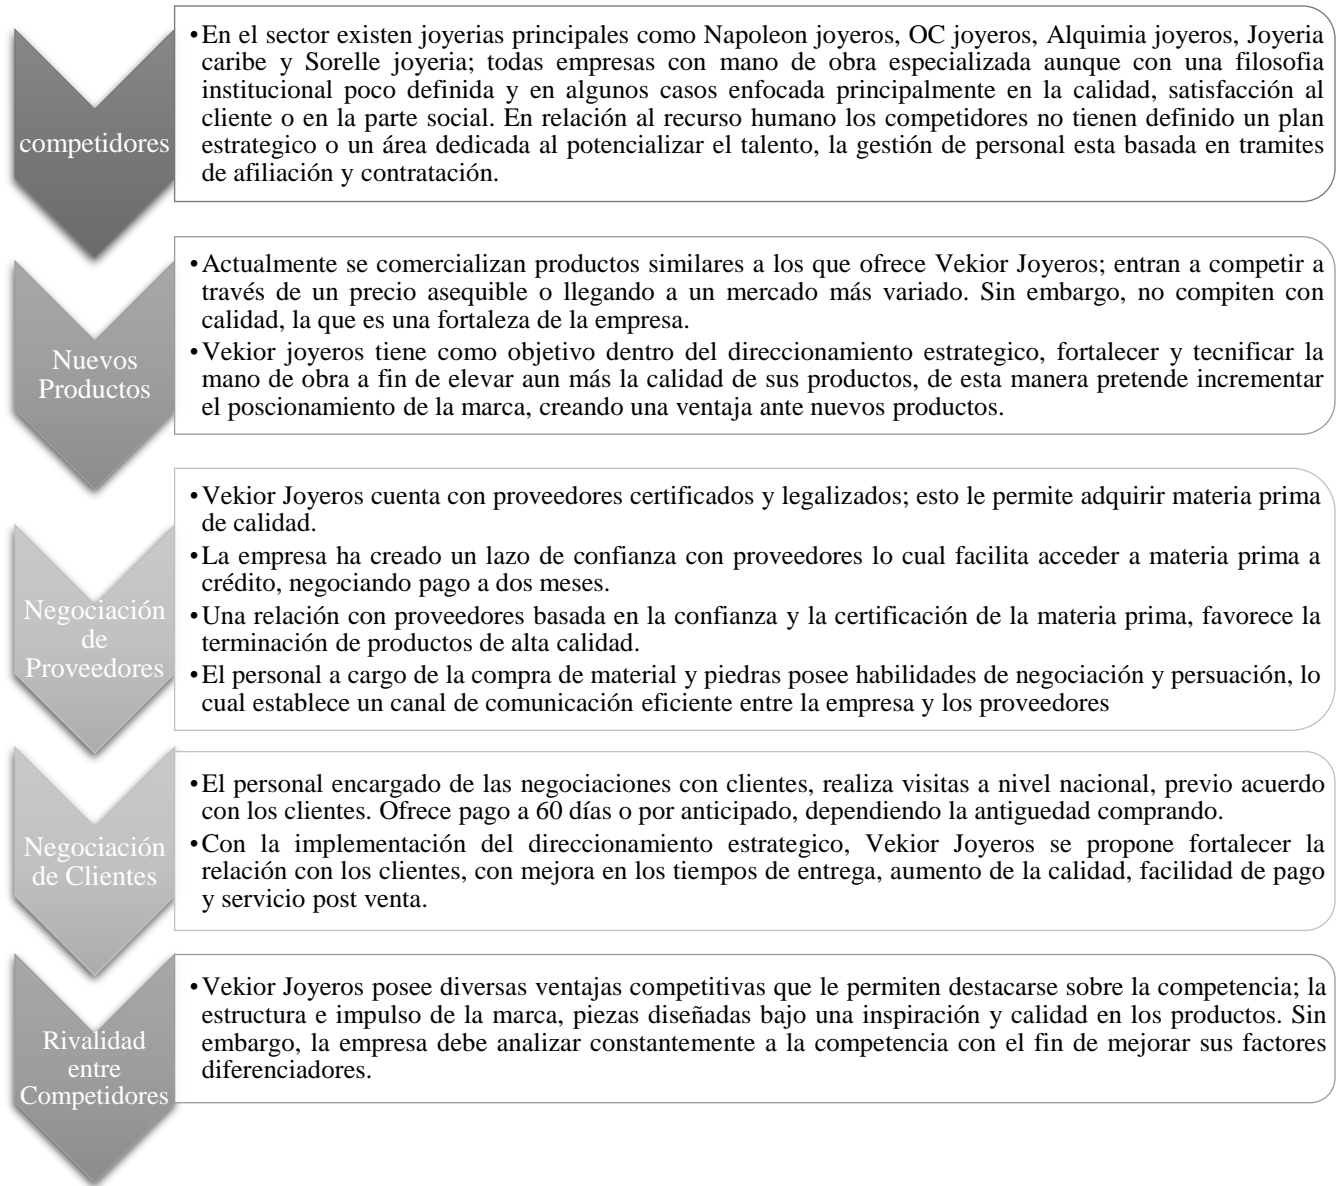 competidores
•En el sector existen joyerias principales como Napoleon joyeros, OC joyeros, Alquimia joyeros, Joyeria
caribe y Sorelle joyeria; todas empresas con mano de obra especializada aunque con una filosofia
institucional poco definida y en algunos casos enfocada principalmente en la calidad, satisfacción al
cliente o en la parte social. En relación al recurso humano los competidores no tienen definido un plan
estrategico o un área dedicada al potencializar el talento, la gestión de personal esta basada en tramites
de afiliación y contratación.
Nuevos
Productos
•Actualmente se comercializan productos similares a los que ofrece Vekior Joyeros; entran a competir a
través de un precio asequible o llegando a un mercado más variado. Sin embargo, no compiten con
calidad, la que es una fortaleza de la empresa.
•Vekior joyeros tiene como objetivo dentro del direccionamiento estrategico, fortalecer y tecnificar la
mano de obra a fin de elevar aun más la calidad de sus productos, de esta manera pretende incrementar
el poscionamiento de la marca, creando una ventaja ante nuevos productos.
Negociación
de
Proveedores
•Vekior Joyeros cuenta con proveedores certificados y legalizados; esto le permite adquirir materia prima
de calidad.
•La empresa ha creado un lazo de confianza con proveedores lo cual facilita acceder a materia prima a
crédito, negociando pago a dos meses.
•Una relación con proveedores basada en la confianza y la certificación de la materia prima, favorece la
terminación de productos de alta calidad.
•El personal a cargo de la compra de material y piedras posee habilidades de negociación y persuación, lo
cual establece un canal de comunicación eficiente entre la empresa y los proveedores
Negociación
de Clientes
•El personal encargado de las negociaciones con clientes, realiza visitas a nivel nacional, previo acuerdo
con los clientes. Ofrece pago a 60 días o por anticipado, dependiendo la antiguedad comprando.
•Con la implementación del direccionamiento estrategico, Vekior Joyeros se propone fortalecer la
relación con los clientes, con mejora en los tiempos de entrega, aumento de la calidad, facilidad de pago
y servicio post venta.
Rivalidad
entre
Competidores
•Vekior Joyeros posee diversas ventajas competitivas que le permiten destacarse sobre la competencia; la
estructura e impulso de la marca, piezas diseñadas bajo una inspiración y calidad en los productos. Sin
embargo, la empresa debe analizar constantemente a la competencia con el fin de mejorar sus factores
diferenciadores.